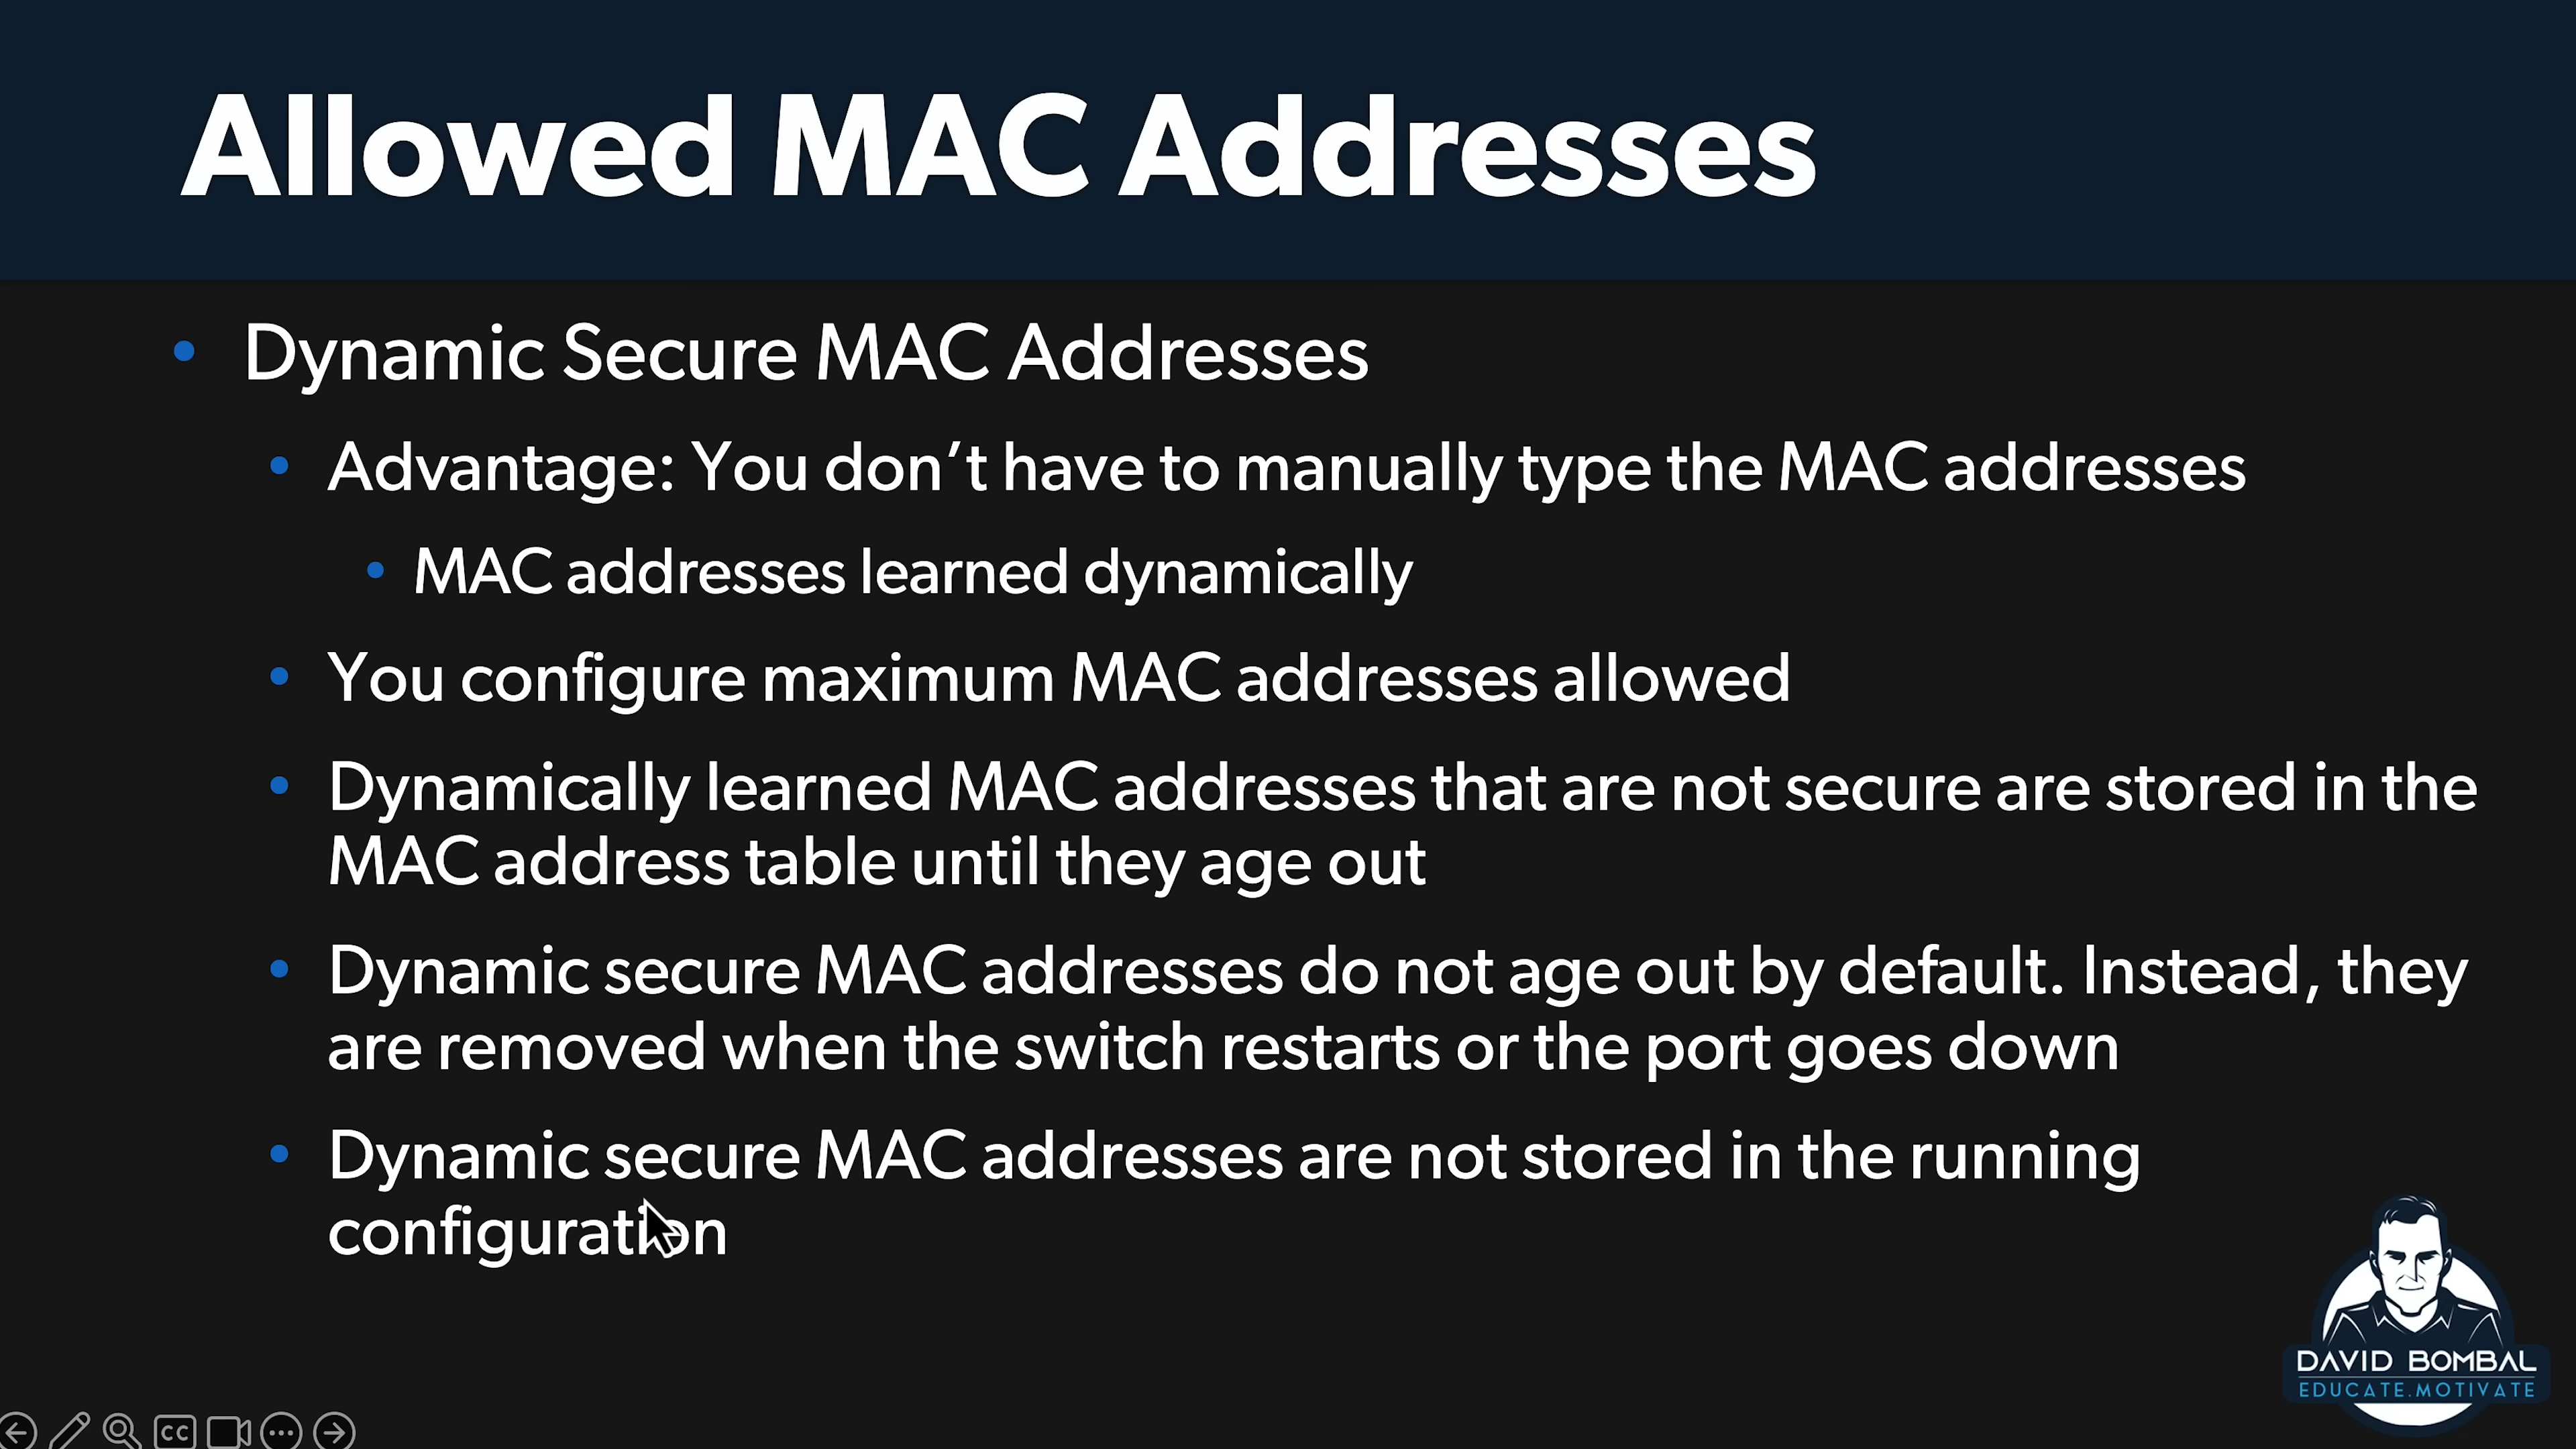 Allowed MAC Addresses
Dynamic Secure MAC Addresses
Advantage: You don’t have to manually type the MAC addresses
MAC addresses learned dynamically
You configure maximum MAC addresses allowed
Dynamically learned MAC addresses that are not secure are stored in the
MAC address table until they age out
Dynamic secure MAC addresses do not age out by default. Instead, they
are removed when the switch restarts or the port goes down
Dynamic secure MAC addresses are not stored in the running
configuration
DAVID BOMBAL
EDUCATE.MOTIVATE
CC